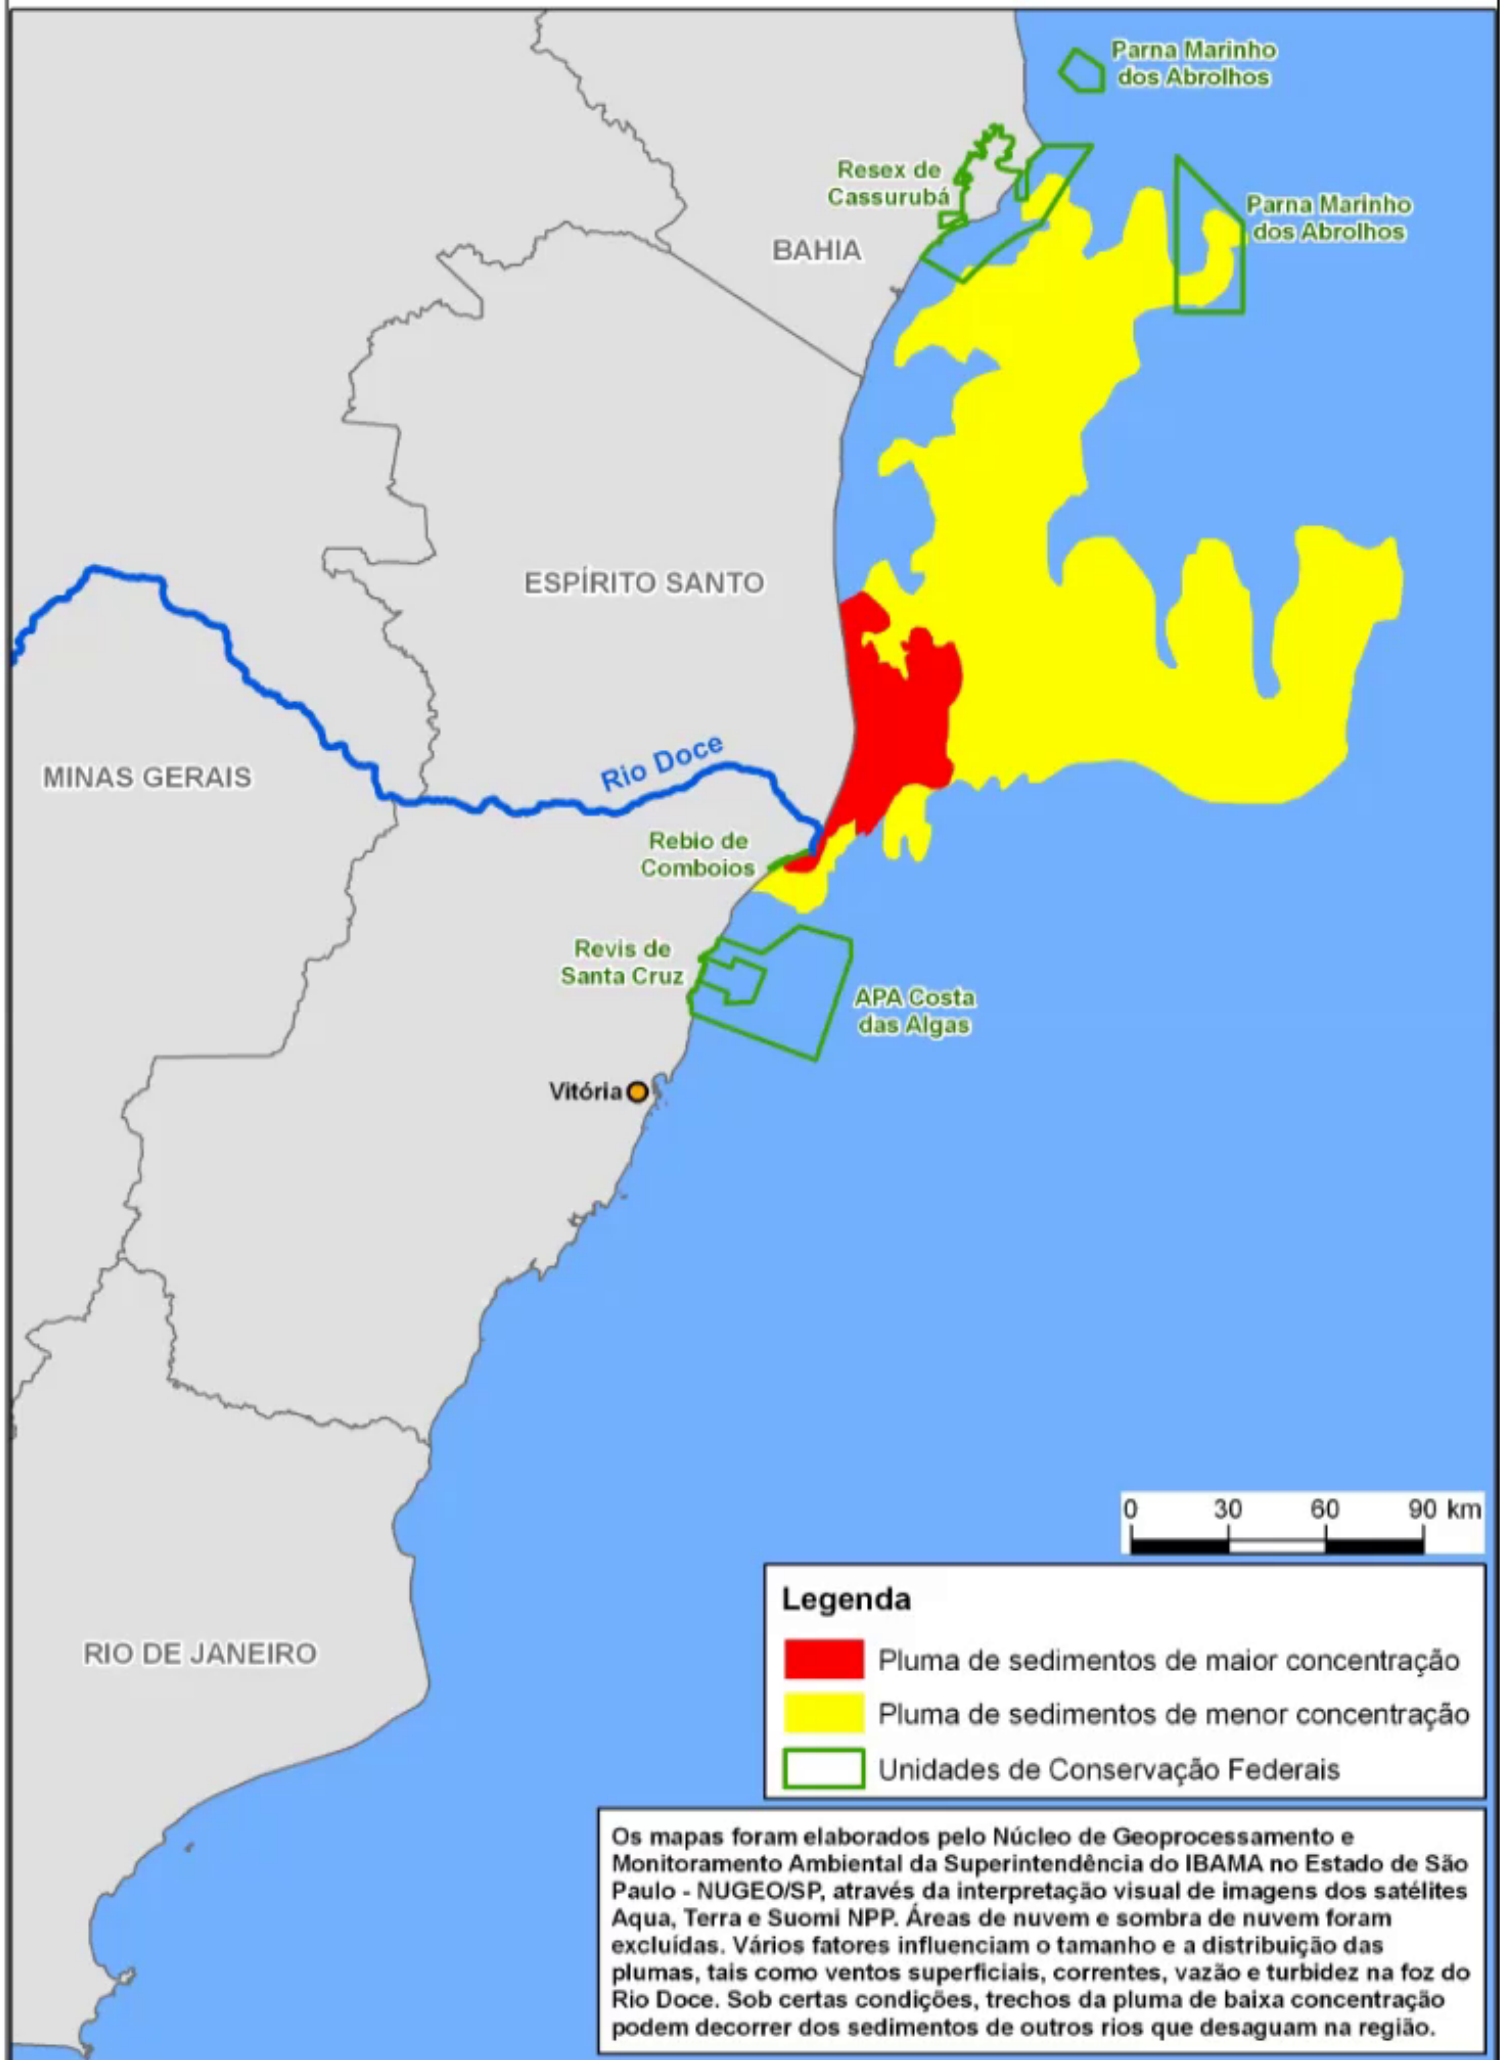 Parna Marinho
dos Abrolhos
Resex de
Cassurubá
Parna Marinho
dos Abrolhos
BAHIA
ESPÍRITO SANTO
MINAS GERAIS
Rio Doce
Rebio de
Comboios
Revis de
Santa Cruz
APA Costa
das Algas
Vitória
RIO DE JANEIRO
0 30 60 90 km
Legenda
Pluma de sedimentos de maior concentração
Pluma de sedimentos de menor concentração
Unidades de Conservação Federais
Os mapas foram elaborados pelo Núcleo de Geoprocessamento e
Monitoramento Ambiental da Superintendência do IBAMA no Estado de São
Paulo - NUGEO/SP, através da interpretação visual de imagens dos satélites
Aqua, Terra e Suomi NPP. Áreas de nuvem e sombra de nuvem foram
excluídas. Vários fatores influenciam o tamanho e a distribuição das
plumas, tais como ventos superficiais, correntes, vazão e turbidez na foz do
Rio Doce. Sob certas condições, trechos da pluma de baixa concentração
podem decorrer dos sedimentos de outros rios que desaguam na região.